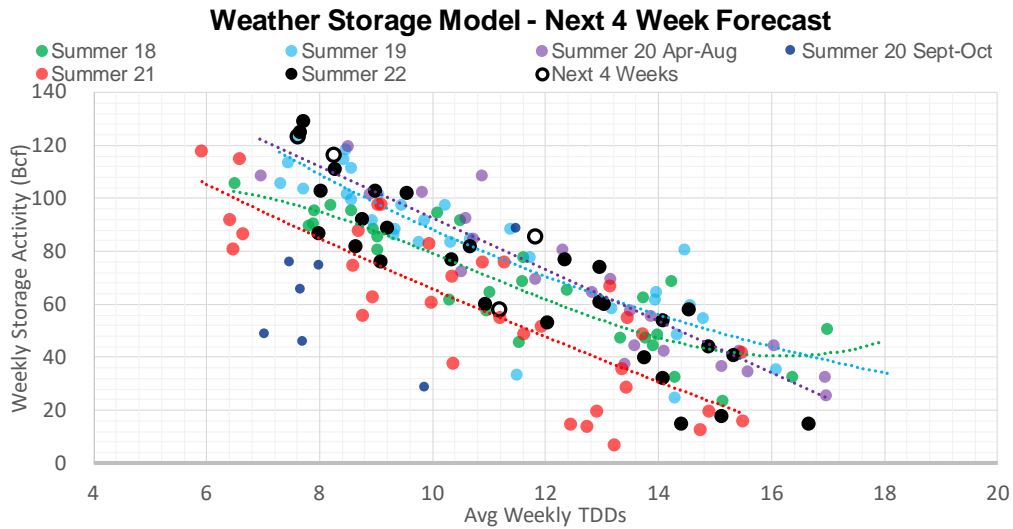 Weather Storage Model - Next 4 Week Forecast
Summer 18 Summer 19 Summer 20 Apr-Aug Summer 20 Sept-Oct
Summer 21 Summer 22 Next 4 Weeks
140
120
100
80
60
40
20
0
Weekly Storage Activity (Bcf)
4 6 8 10 12 14 16 18 20
Avg Weekly TDDs